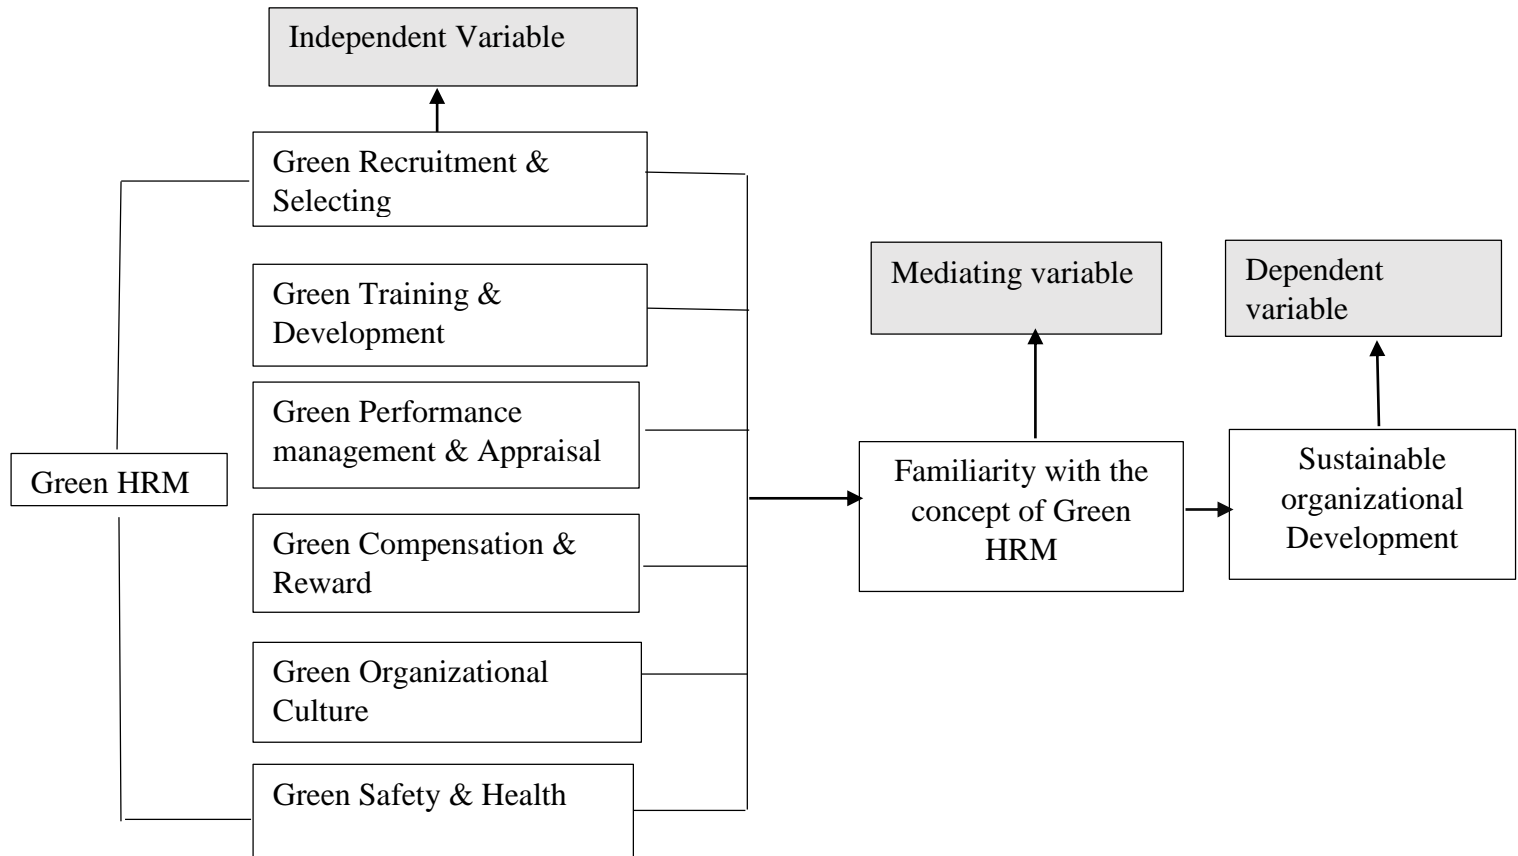 Independent Variable
Green Recruitment &
Selecting
Green Training &
Development
Green Performance
management & Appraisal
Green HRM
Green Compensation &
Reward
Green Organizational
Culture
Green Safety & Health
Mediating variable
Familiarity with the
concept of Green
HRM
Dependent
variable
Sustainable
organizational
Development